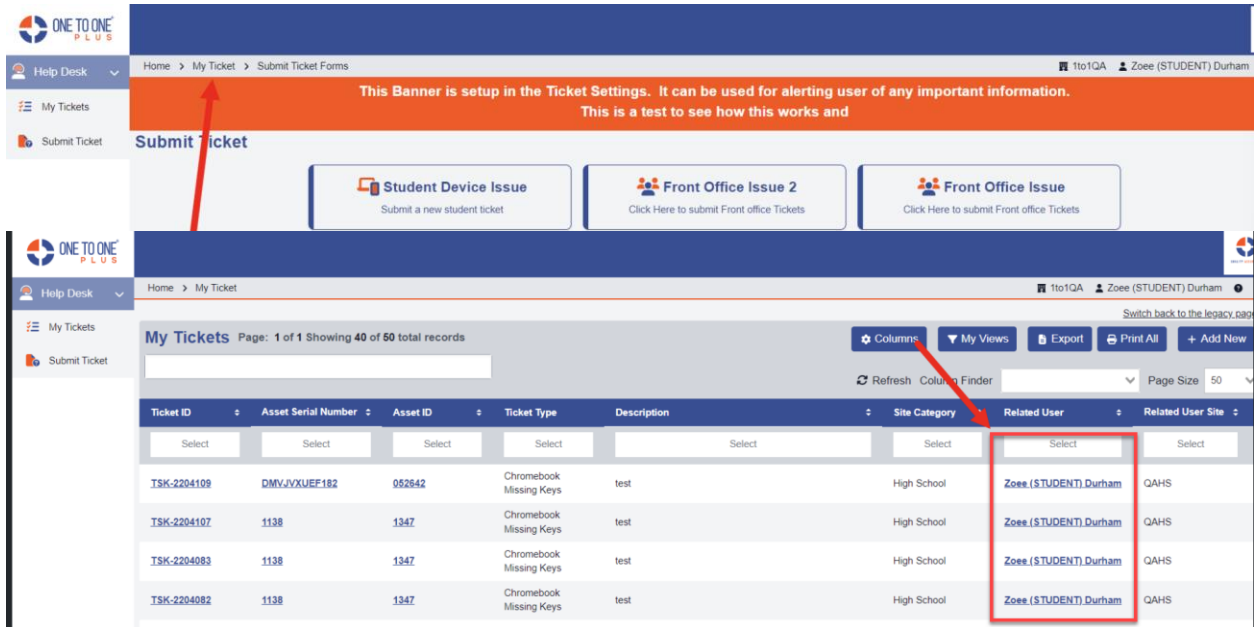 ONE TO ONE
PLUS
Help Desk
Home > My Ticket > Submit Ticket Forms
1to1QA Zoee (STUDENT) Durham
This Banner is setup in the Ticket Settings. It can be used for alerting user of any important information.
This is a test to see how this works and
My Tickets
Submit Ticket
Submit Ticket
Student Device Issue
Submit a new student ticket
Front Office Issue 2
Click Here to submit Front office Tickets
Front Office Issue
Click Here to submit Front office Tickets
ONE TO ONE
PLUS
Help Desk
Home > My Ticket
1to1QA Zoee (STUDENT) Durham
Switch back to the legacy page
My Tickets
Submit Ticket
My Tickets Page: 1 of 1 Showing 40 of 50 total records
Columns My Views Export Print All + Add New
Refresh Column Finder Page Size 50
Ticket ID Asset Serial Number Asset ID Ticket Type Description Site Category Related User Related User Site
Select Select Select Select Select Select Select Select
TSK-2204109 DMVJVXUEF182 052642 Chromebook Missing Keys test High School Zoee (STUDENT) Durham QAHS
TSK-2204107 1138 1347 Chromebook Missing Keys test High School Zoee (STUDENT) Durham QAHS
TSK-2204083 1138 1347 Chromebook Missing Keys test High School Zoee (STUDENT) Durham QAHS
TSK-2204082 1138 1347 Chromebook Missing Keys test High School Zoee (STUDENT) Durham QAHS